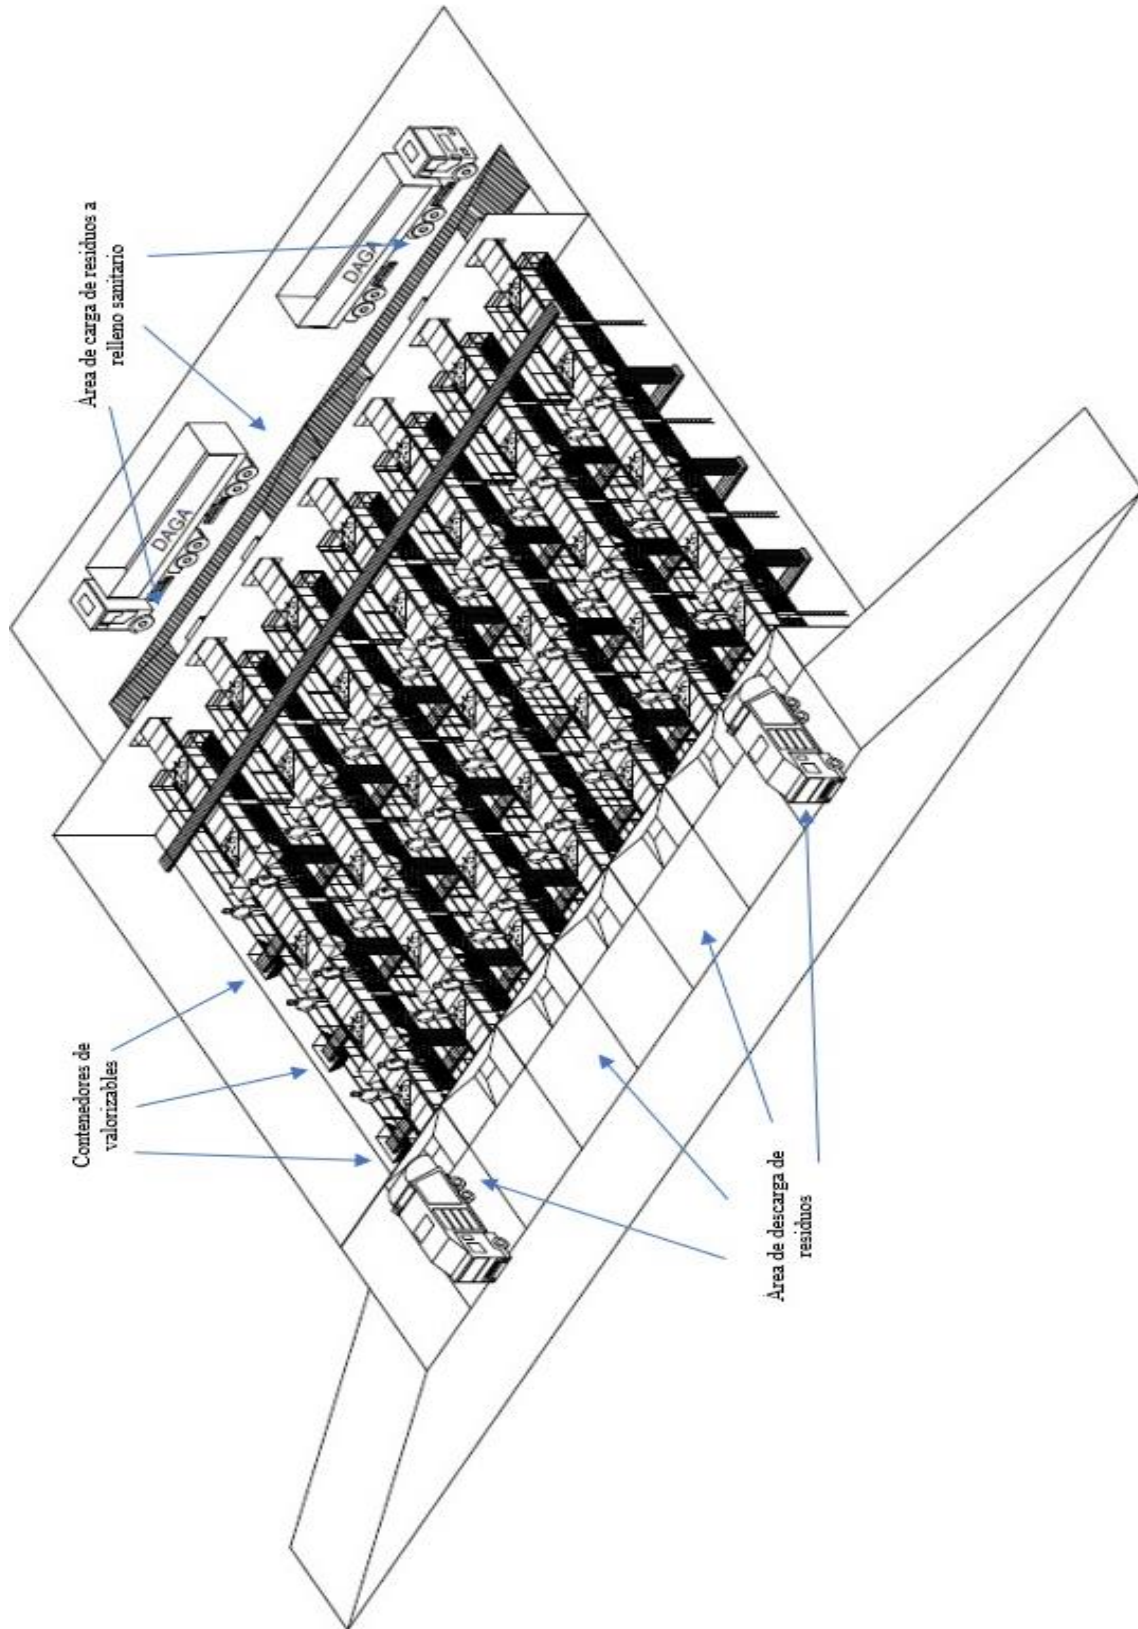 Área de carga de residuos a
relleno sanitario
DAGA
DAGA
Contenedores de
valorizables
Área de descarga de
residuos